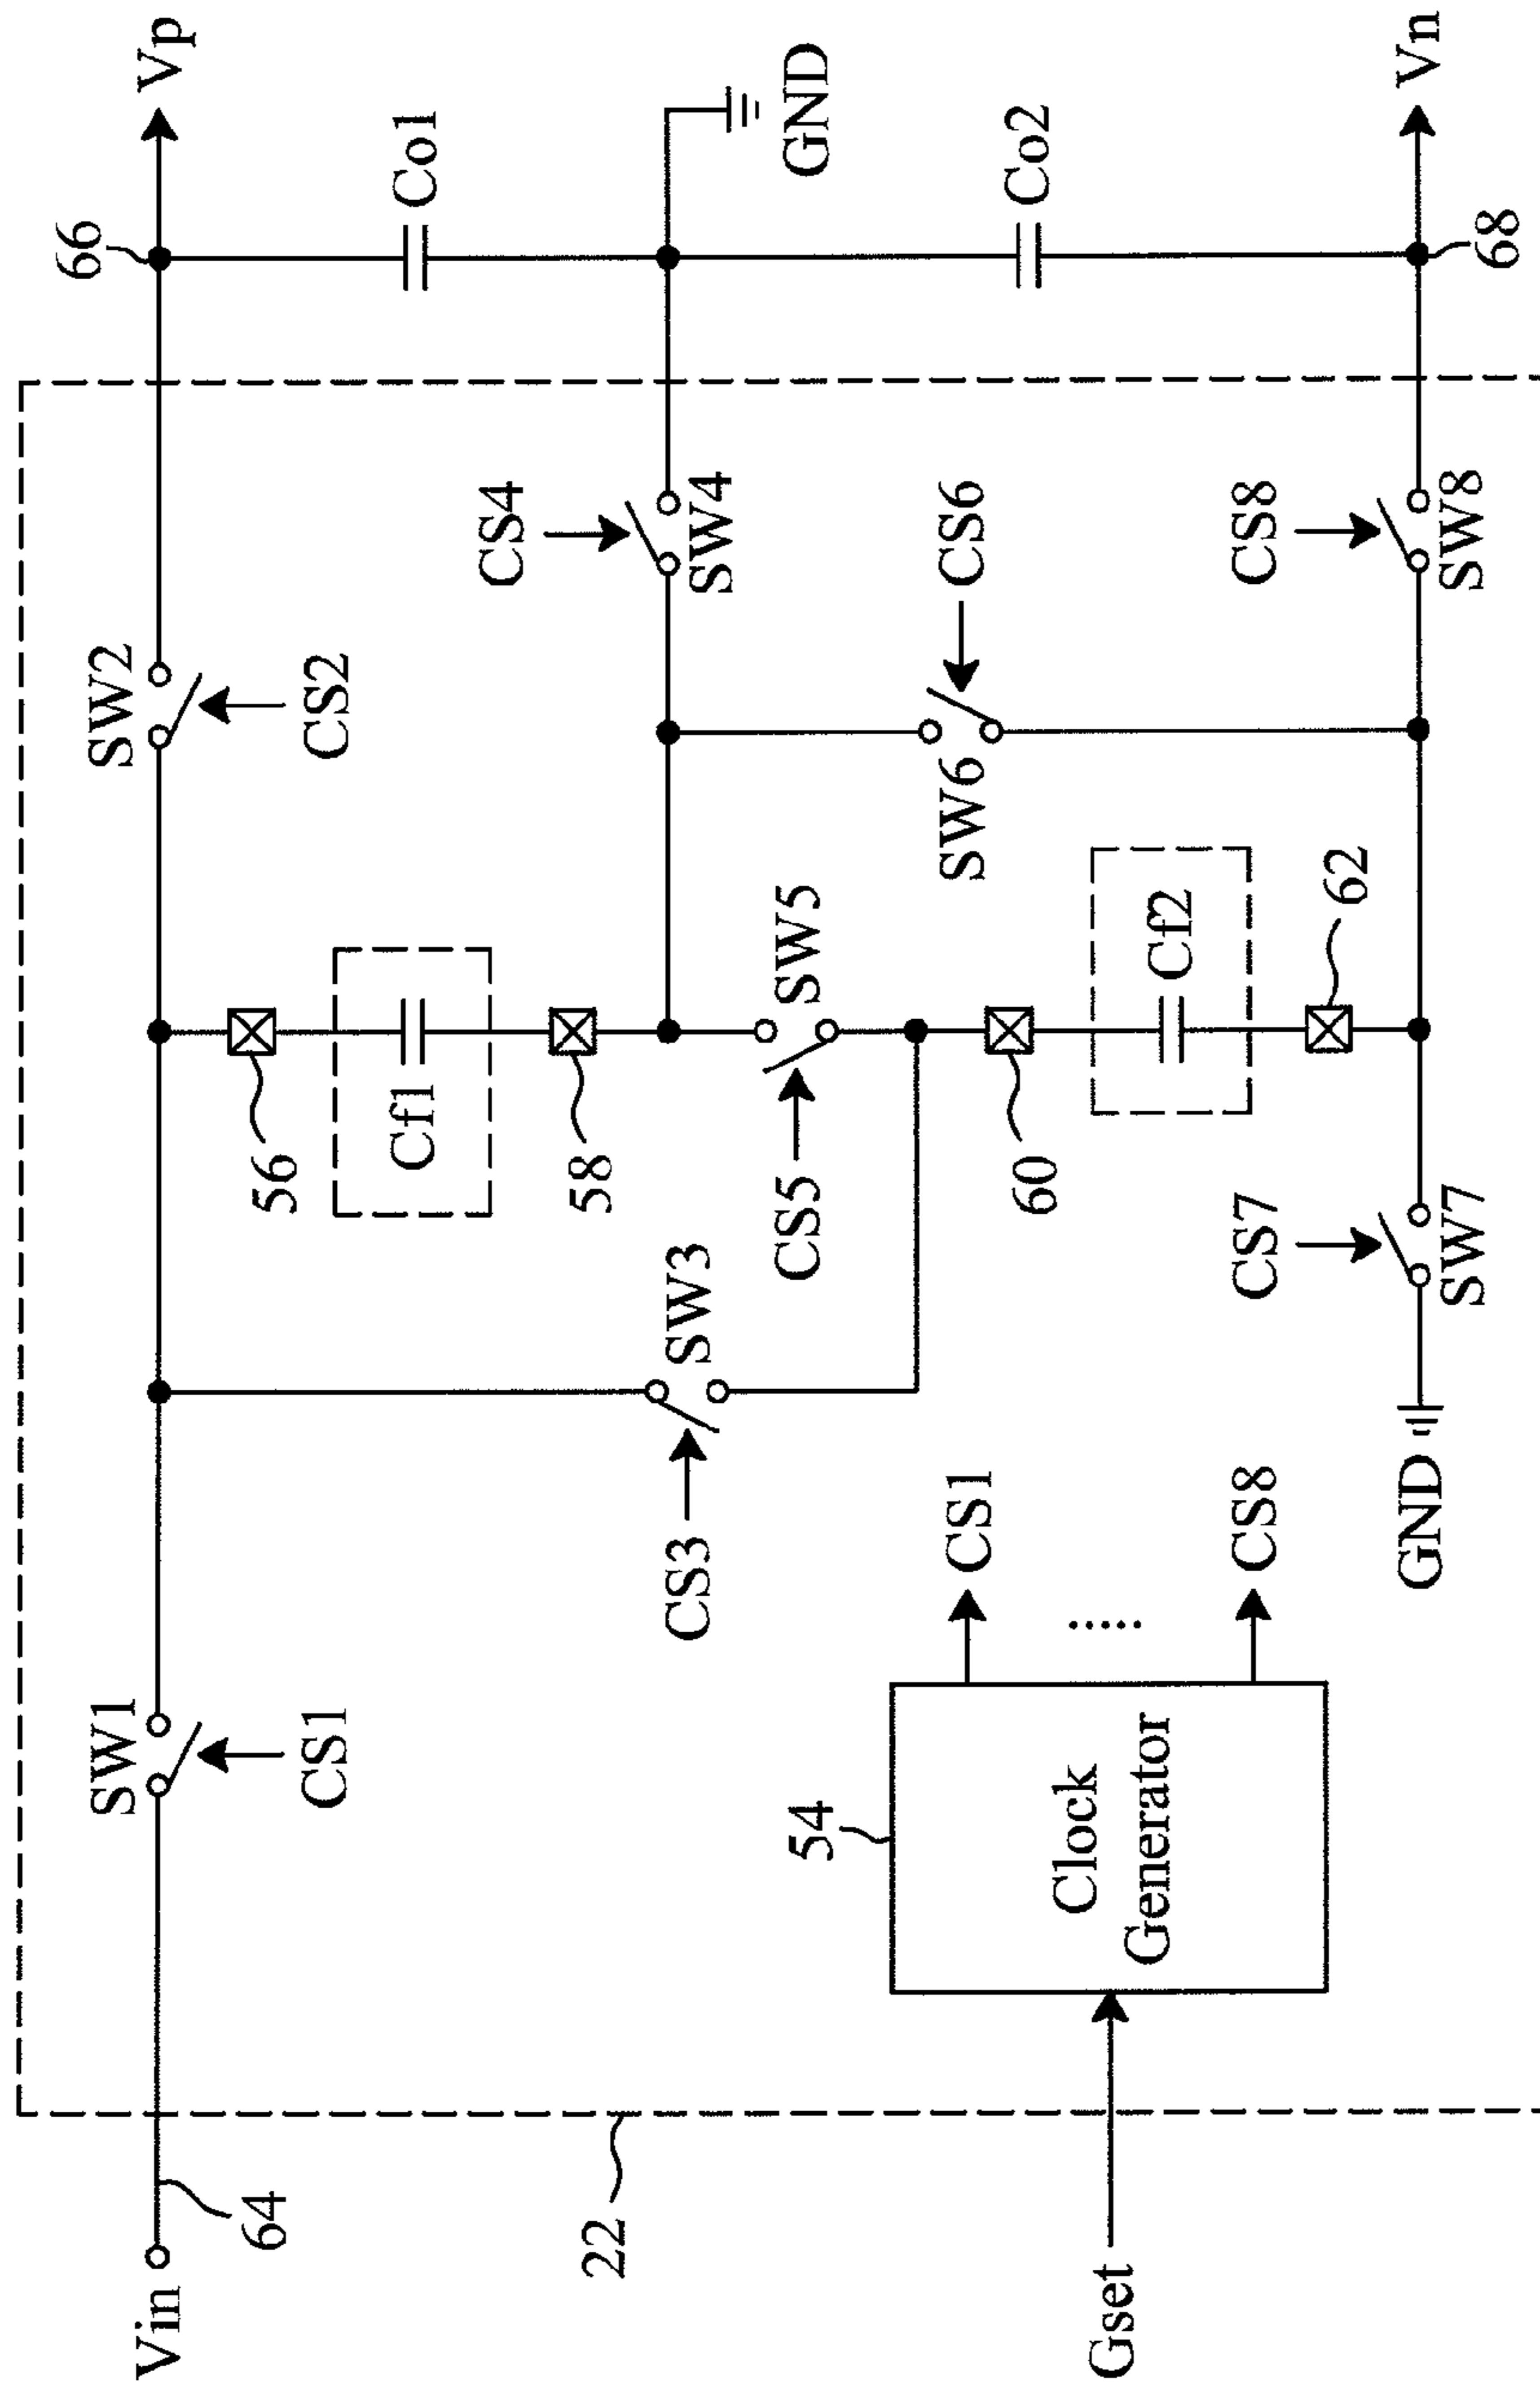 Vin
64
SW1
CS1
SW2
CS2
66
Vp
56
Cf1
Co1
58
CS4
SW4
GND
SW3
CS3
SW5
CS5
CS6
SW6
60
Cf2
Co2
62
CS7
SW7
GND
CS8
SW8
68
Vn
22
54
Clock
Generator
Gset
CS1
.....
CS8